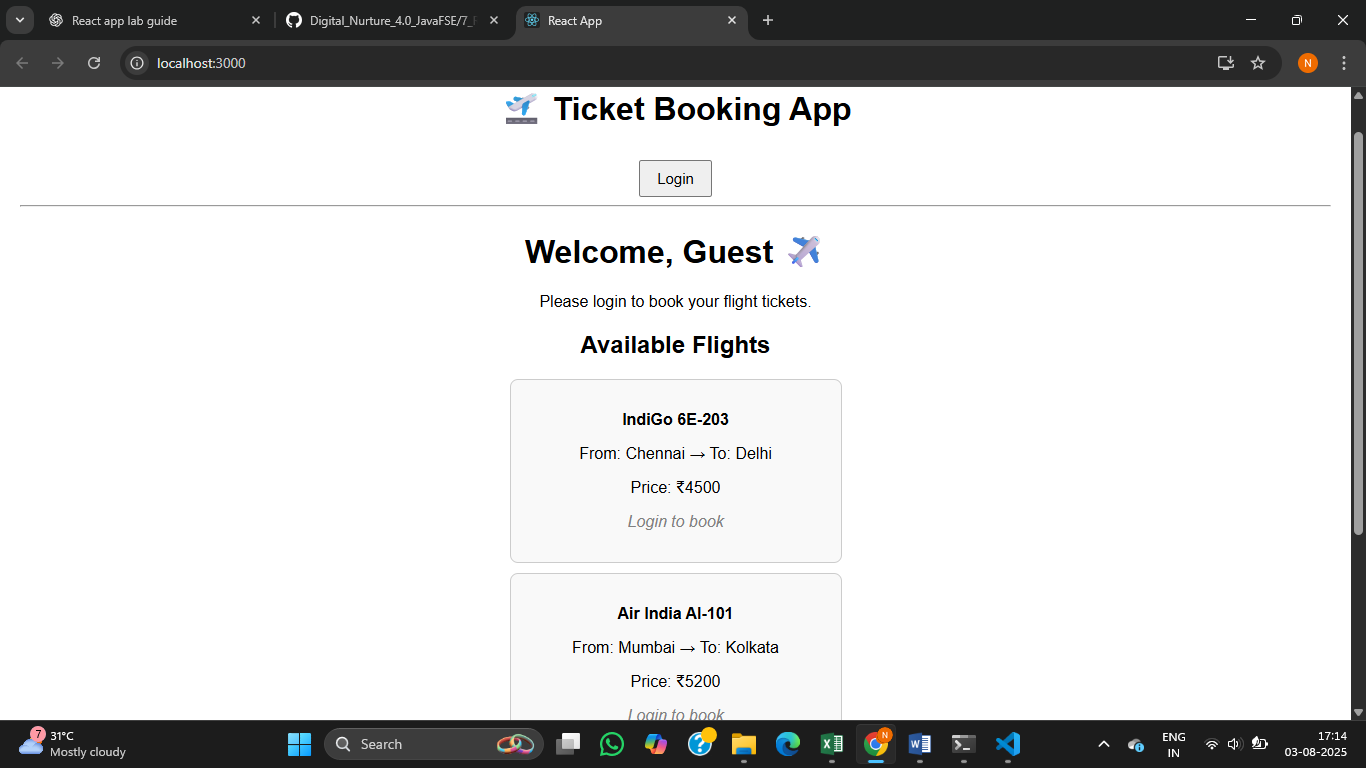 React app lab guide
Digital_Nurture_4.0_JavaFSE/7_
React App
localhost:3000
N
Ticket Booking App
Login
Welcome, Guest
Please login to book your flight tickets.
Available Flights
IndiGo 6E-203
From: Chennai → To: Delhi
Price: ₹4500
Login to book
Air India AI-101
From: Mumbai → To: Kolkata
Price: ₹5200
Login to book
7
31°C
Mostly cloudy
Search
N
ENG
IN
17:14
03-08-2025